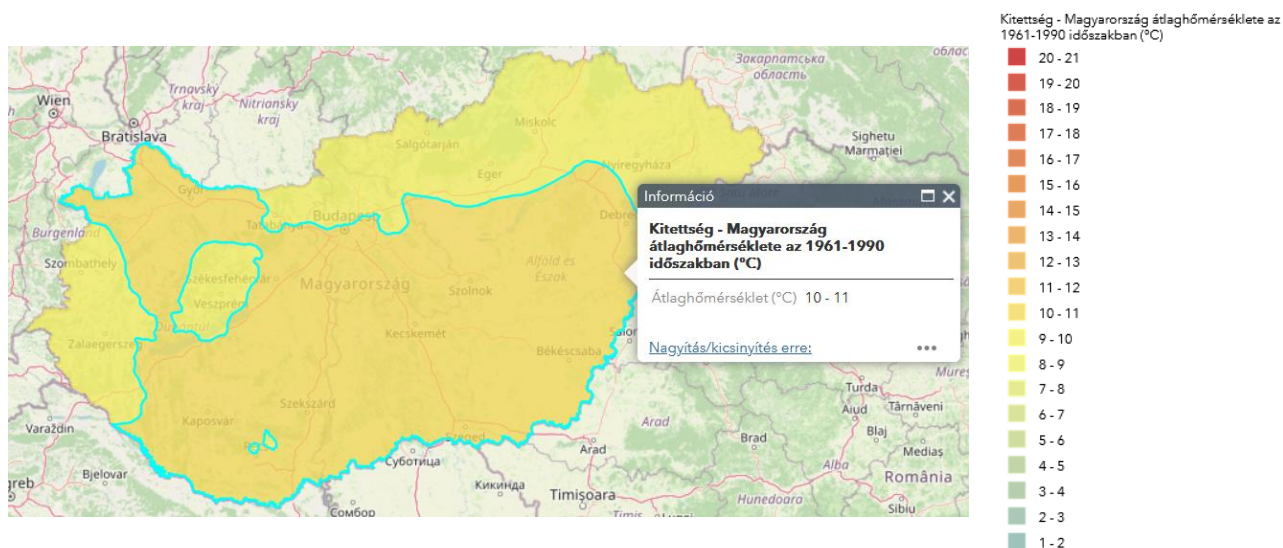 Kitettség - Magyarország átlaghőmérséklete az
1961-1990 időszakban (°C)
20 - 21
19 - 20
18 - 19
17 - 18
16 - 17
15 - 16
14 - 15
13 - 14
12 - 13
11 - 12
10 - 11
9 - 10
8 - 9
7 - 8
6 - 7
5 - 6
4 - 5
3 - 4
2 - 3
1 - 2
Закарпатська
область
Trnavský
kraj
Nitriansky
kraj
Wien
Bratislava
Miskolc
Salgótarján
Sighetu
Marmației
Eger
Nyíregyháza
Győr
Budapest
Tatabánya
Burgenland
Szombathely
Székesfehérvár
Veszprém
Magyarország
Alföld és
Észak
Szolnok
Dunántúl
Zalaegerszeg
Kecskemét
Békéscsaba
Információ
Kitettség - Magyarország
átlaghőmérséklete az 1961-1990
időszakban (°C)
Átlaghőmérséklet (°C) 10 - 11
Nagyítás/kicsinyítés erre:
Szekszárd
Kaposvár
Varaždin
Szeged
Arad
Arad
Turda
Aiud
Târnăveni
Blaj
Mediaș
Brad
Alba
România
Sibiu
Hunedoara
Bjelovar
Суботица
Кикинда
Timișoara
Timiș
Сомбор